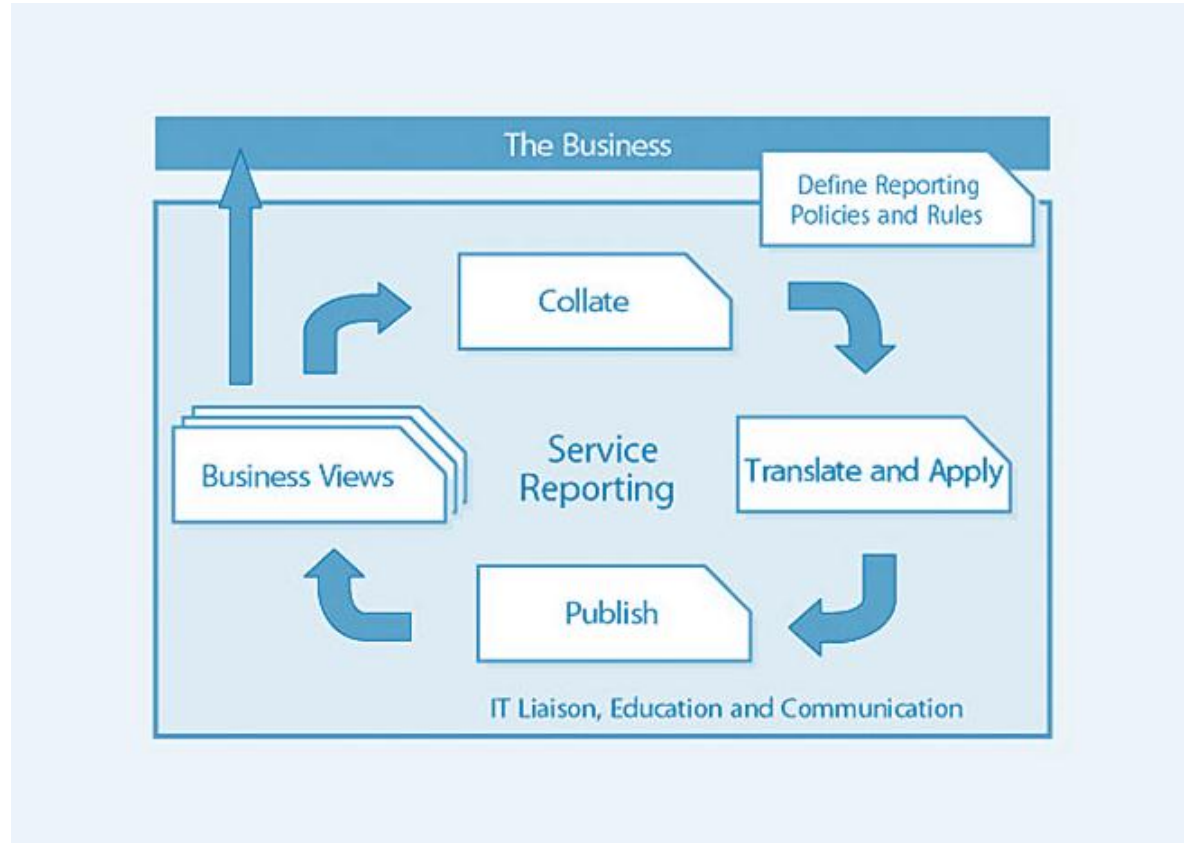 The Business
Define Reporting
Policies and Rules
Collate
Business Views
Service
Reporting
Translate and Apply
Publish
IT Liaison, Education and Communication